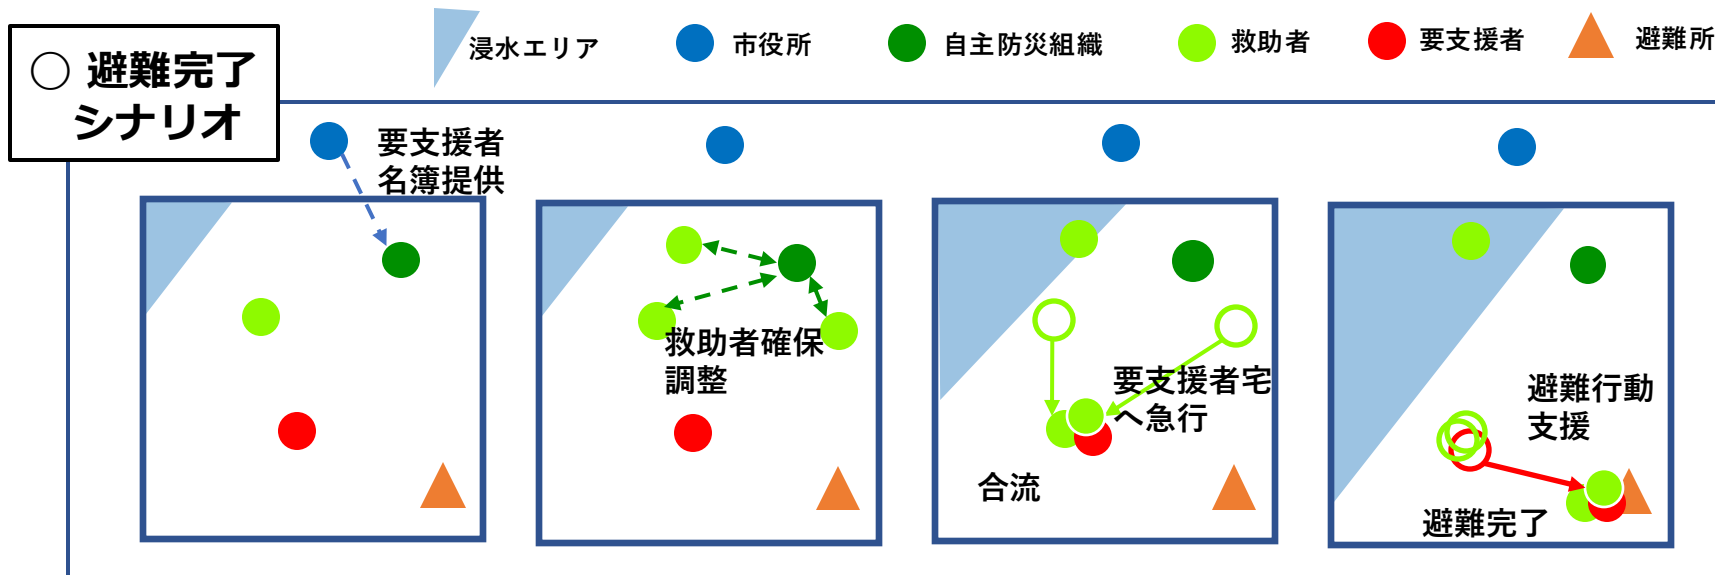 ○ 避難完了
シナリオ
浸水エリア
市役所
自主防災組織
救助者
要支援者
避難所
要支援者
名簿提供
救助者確保
調整
要支援者宅
へ急行
合流
避難行動
支援
避難完了